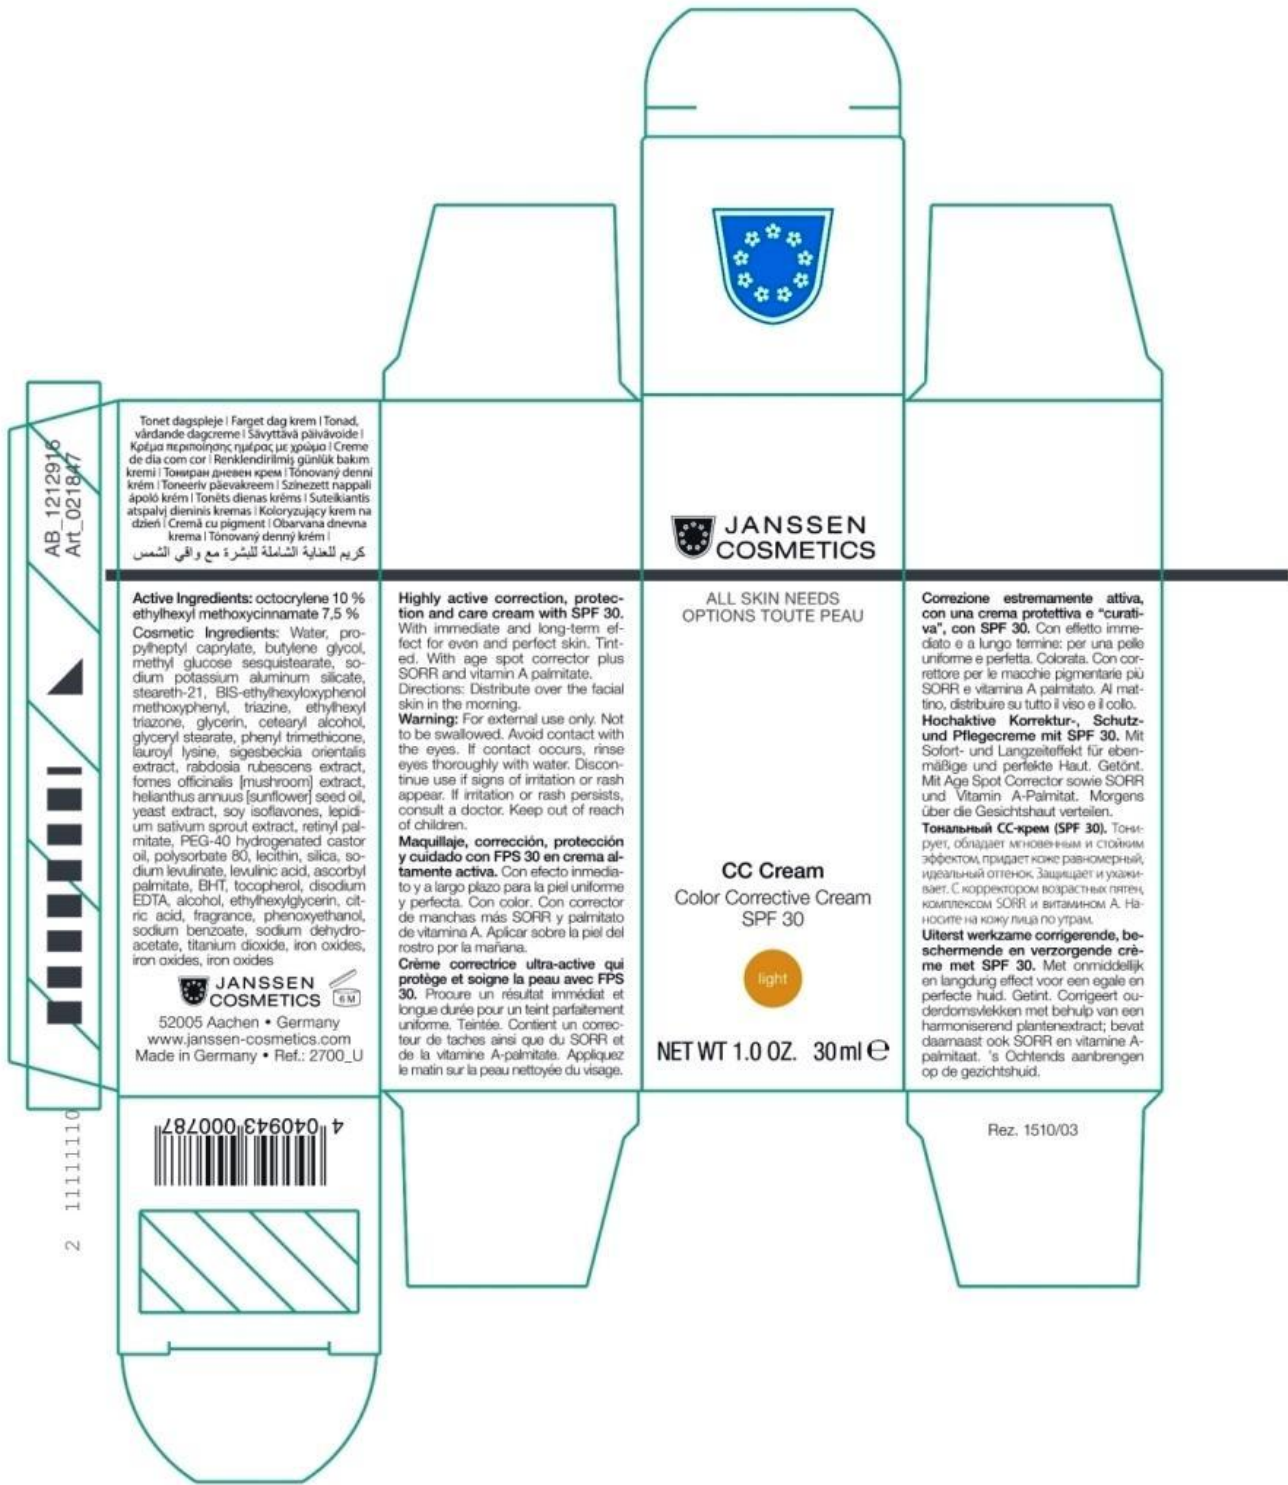 AB_1212916
Art_021847
2 11111110
Tonet dagspleje | Farget dag krem | Tonad,
vårdande dagcreme | Sävyttävä päivävoide |
Κρέμα περιποίησης ημέρας με χρώμα | Creme
de dia com cor | Renklendirilmiş günlük bakım
kremi | Тониран дневен крем | Tónovaný denní
krém | Toneeriv päevakreem | Színezett nappali
ápoló krém | Tonēts dienas krēms | Suteikiantis
atspalvį dieninis kremas | Koloryzujący krem na
dzień | Cremă cu pigment | Obarvana dnevna
krema | Tónovaný denný krém |
كريم للعناية الشاملة للبشرة مع واقي الشمس
Active Ingredients: octocrylene 10 %
ethylhexyl methoxycinnamate 7,5 %
Cosmetic Ingredients: Water, pro-
pylheptyl caprylate, butylene glycol,
methyl glucose sesquistearate, so-
dium potassium aluminum silicate,
steareth-21, BIS-ethylhexyloxyphenol
methoxyphenyl, triazine, ethylhexyl
triazone, glycerin, cetearyl alcohol,
glyceryl stearate, phenyl trimethicone,
lauroyl lysine, sigesbeckia orientalis
extract, rabdosia rubescens extract,
fomes officinalis [mushroom] extract,
helianthus annuus [sunflower] seed oil,
yeast extract, soy isoflavones, lepidi-
um sativum sprout extract, retinyl pal-
mitate, PEG-40 hydrogenated castor
oil, polysorbate 80, lecithin, silica, so-
dium levulinate, levulinic acid, ascorbyl
palmitate, BHT, tocopherol, disodium
EDTA, alcohol, ethylhexylglycerin, cit-
ric acid, fragrance, phenoxyethanol,
sodium benzoate, sodium dehydro-
acetate, titanium dioxide, iron oxides,
iron oxides, iron oxides
JANSSEN
COSMETICS
6 M
52005 Aachen • Germany
www.janssen-cosmetics.com
Made in Germany • Ref.: 2700_U
4 040943 000787
Highly active correction, protec-
tion and care cream with SPF 30.
With immediate and long-term ef-
fect for even and perfect skin. Tint-
ed. With age spot corrector plus
SORR and vitamin A palmitate.
Directions: Distribute over the facial
skin in the morning.
Warning: For external use only. Not
to be swallowed. Avoid contact with
the eyes. If contact occurs, rinse
eyes thoroughly with water. Discon-
tinue use if signs of irritation or rash
appear. If irritation or rash persists,
consult a doctor. Keep out of reach
of children.
Maquillaje, corrección, protección
y cuidado con FPS 30 en crema al-
tamente activa. Con efecto inmedia-
to y a largo plazo para la piel uniforme
y perfecta. Con color. Con corrector
de manchas más SORR y palmitato
de vitamina A. Aplicar sobre la piel del
rostro por la mañana.
Crème correctrice ultra-active qui
protège et soigne la peau avec FPS
30. Procure un résultat immédiat et
longue durée pour un teint parfaitement
uniforme. Teintée. Contient un correc-
teur de taches ainsi que du SORR et
de la vitamine A-palmitate. Appliquez
le matin sur la peau nettoyée du visage.
JANSSEN
COSMETICS
ALL SKIN NEEDS
OPTIONS TOUTE PEAU
CC Cream
Color Corrective Cream
SPF 30
light
NET WT 1.0 OZ. 30 ml ℮
Correzione estremamente attiva,
con una crema protettiva e “curati-
va”, con SPF 30. Con effetto imme-
diato e a lungo termine: per una pelle
uniforme e perfetta. Colorata. Con cor-
rettore per le macchie pigmentarie più
SORR e vitamina A palmitato. Al mat-
tino, distribuire su tutto il viso e il collo.
Hochaktive Korrektur-, Schutz-
und Pflegecreme mit SPF 30. Mit
Sofort- und Langzeiteffekt für eben-
mäßige und perfekte Haut. Getönt.
Mit Age Spot Corrector sowie SORR
und Vitamin A-Palmitat. Morgens
über die Gesichtshaut verteilen.
Тональный СС-крем (SPF 30). Тони-
рует, обладает мгновенным и стойким
эффектом, придает коже равномерный,
идеальный оттенок. Защищает и ухажи-
вает. С корректором возрастных пятен,
комплексом SORR и витамином А. На-
носите на кожу лица по утрам.
Uiterst werkzame corrigerende, be-
schermende en verzorgende crè-
me met SPF 30. Met onmiddellijk
en langdurig effect voor een egale en
perfecte huid. Getint. Corrigeert ou-
derdomsvlekken met behulp van een
harmoniserend plantenextract; bevat
daarnaast ook SORR en vitamine A-
palmitaat. 's Ochtends aanbrengen
op de gezichtshuid.
Rez. 1510/03